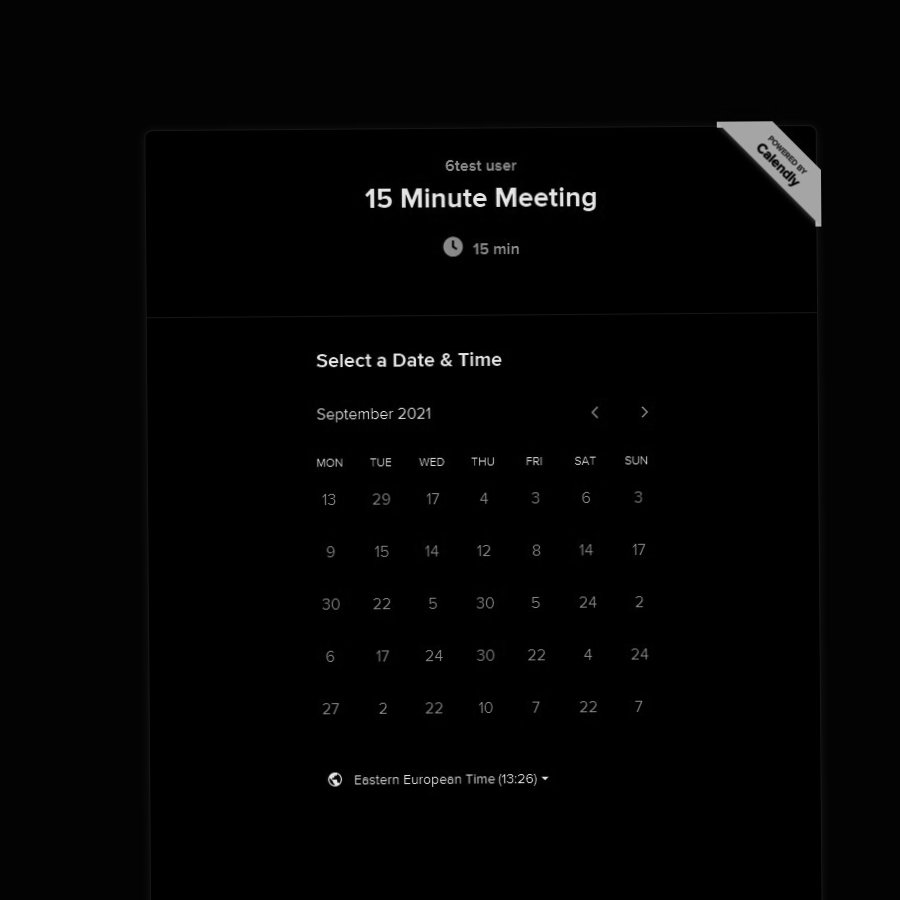 POWERED BY
Calendly
6test user
15 Minute Meeting
15 min
Select a Date & Time
September 2021
MON TUE WED THU FRI SAT SUN
13 29 17 4 3 6 3
9 15 14 12 8 14 17
30 22 5 30 5 24 2
6 17 24 30 22 4 24
27 2 22 10 7 22 7
Eastern European Time (13:26)